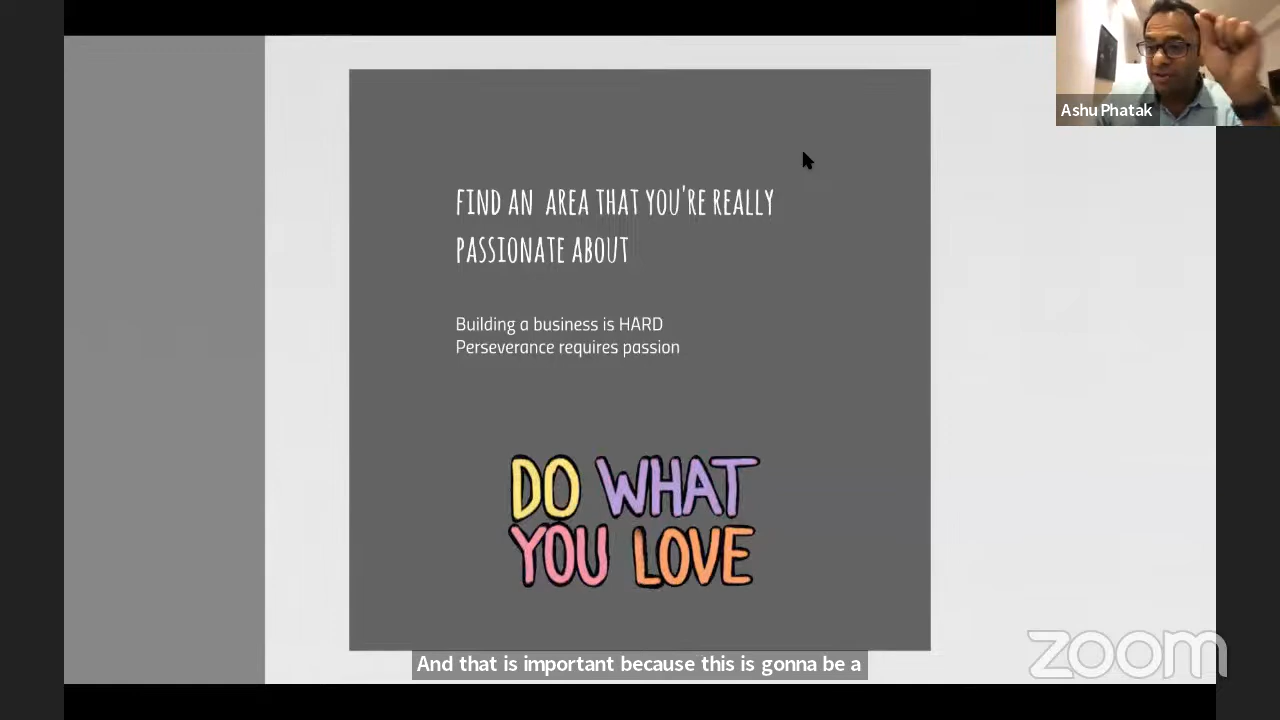 Ashu Phatak
FIND AN AREA THAT YOU'RE REALLY
PASSIONATE ABOUT
Building a business is HARD
Perseverance requires passion
DO WHAT
YOU LOVE
And that is important because this is gonna be a
zoom